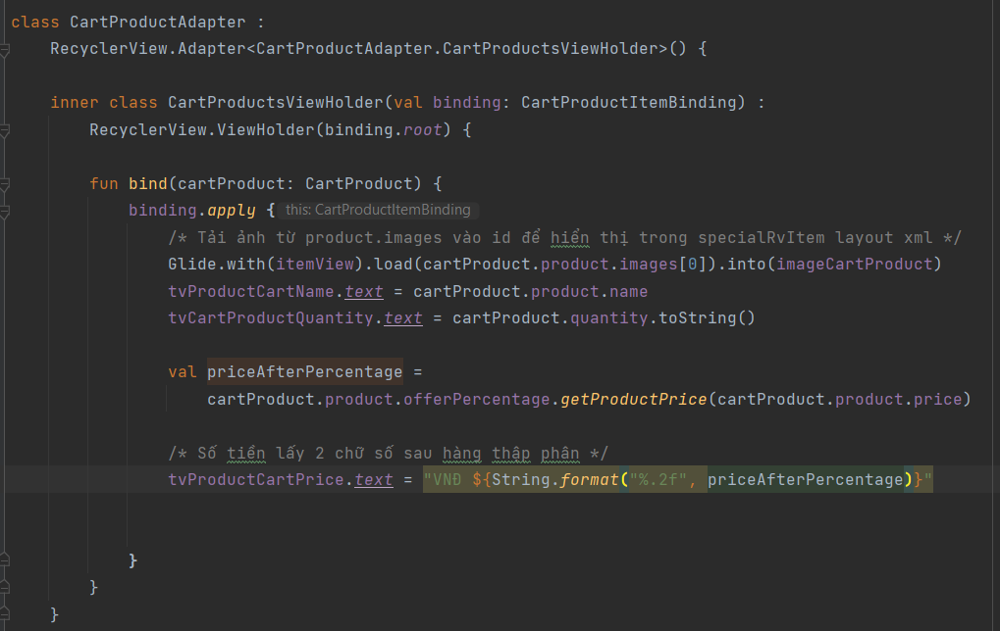 class CartProductAdapter :
    RecyclerView.Adapter<CartProductAdapter.CartProductsViewHolder>() {
    inner class CartProductsViewHolder(val binding: CartProductItemBinding) :
        RecyclerView.ViewHolder(binding.root) {
        fun bind(cartProduct: CartProduct) {
            binding.apply { this: CartProductItemBinding
                /* Tải ảnh từ product.images vào id để hiển thị trong specialRvItem layout xml */
                Glide.with(itemView).load(cartProduct.product.images[0]).into(imageCartProduct)
                tvProductCartName.text = cartProduct.product.name
                tvCartProductQuantity.text = cartProduct.quantity.toString()
                val priceAfterPercentage =
                    cartProduct.product.offerPercentage.getProductPrice(cartProduct.product.price)
                /* Số tiền lấy 2 chữ số sau hàng thập phân */
                tvProductCartPrice.text = "VNĐ ${String.format("%.2f", priceAfterPercentage)}"
            }
        }
    }